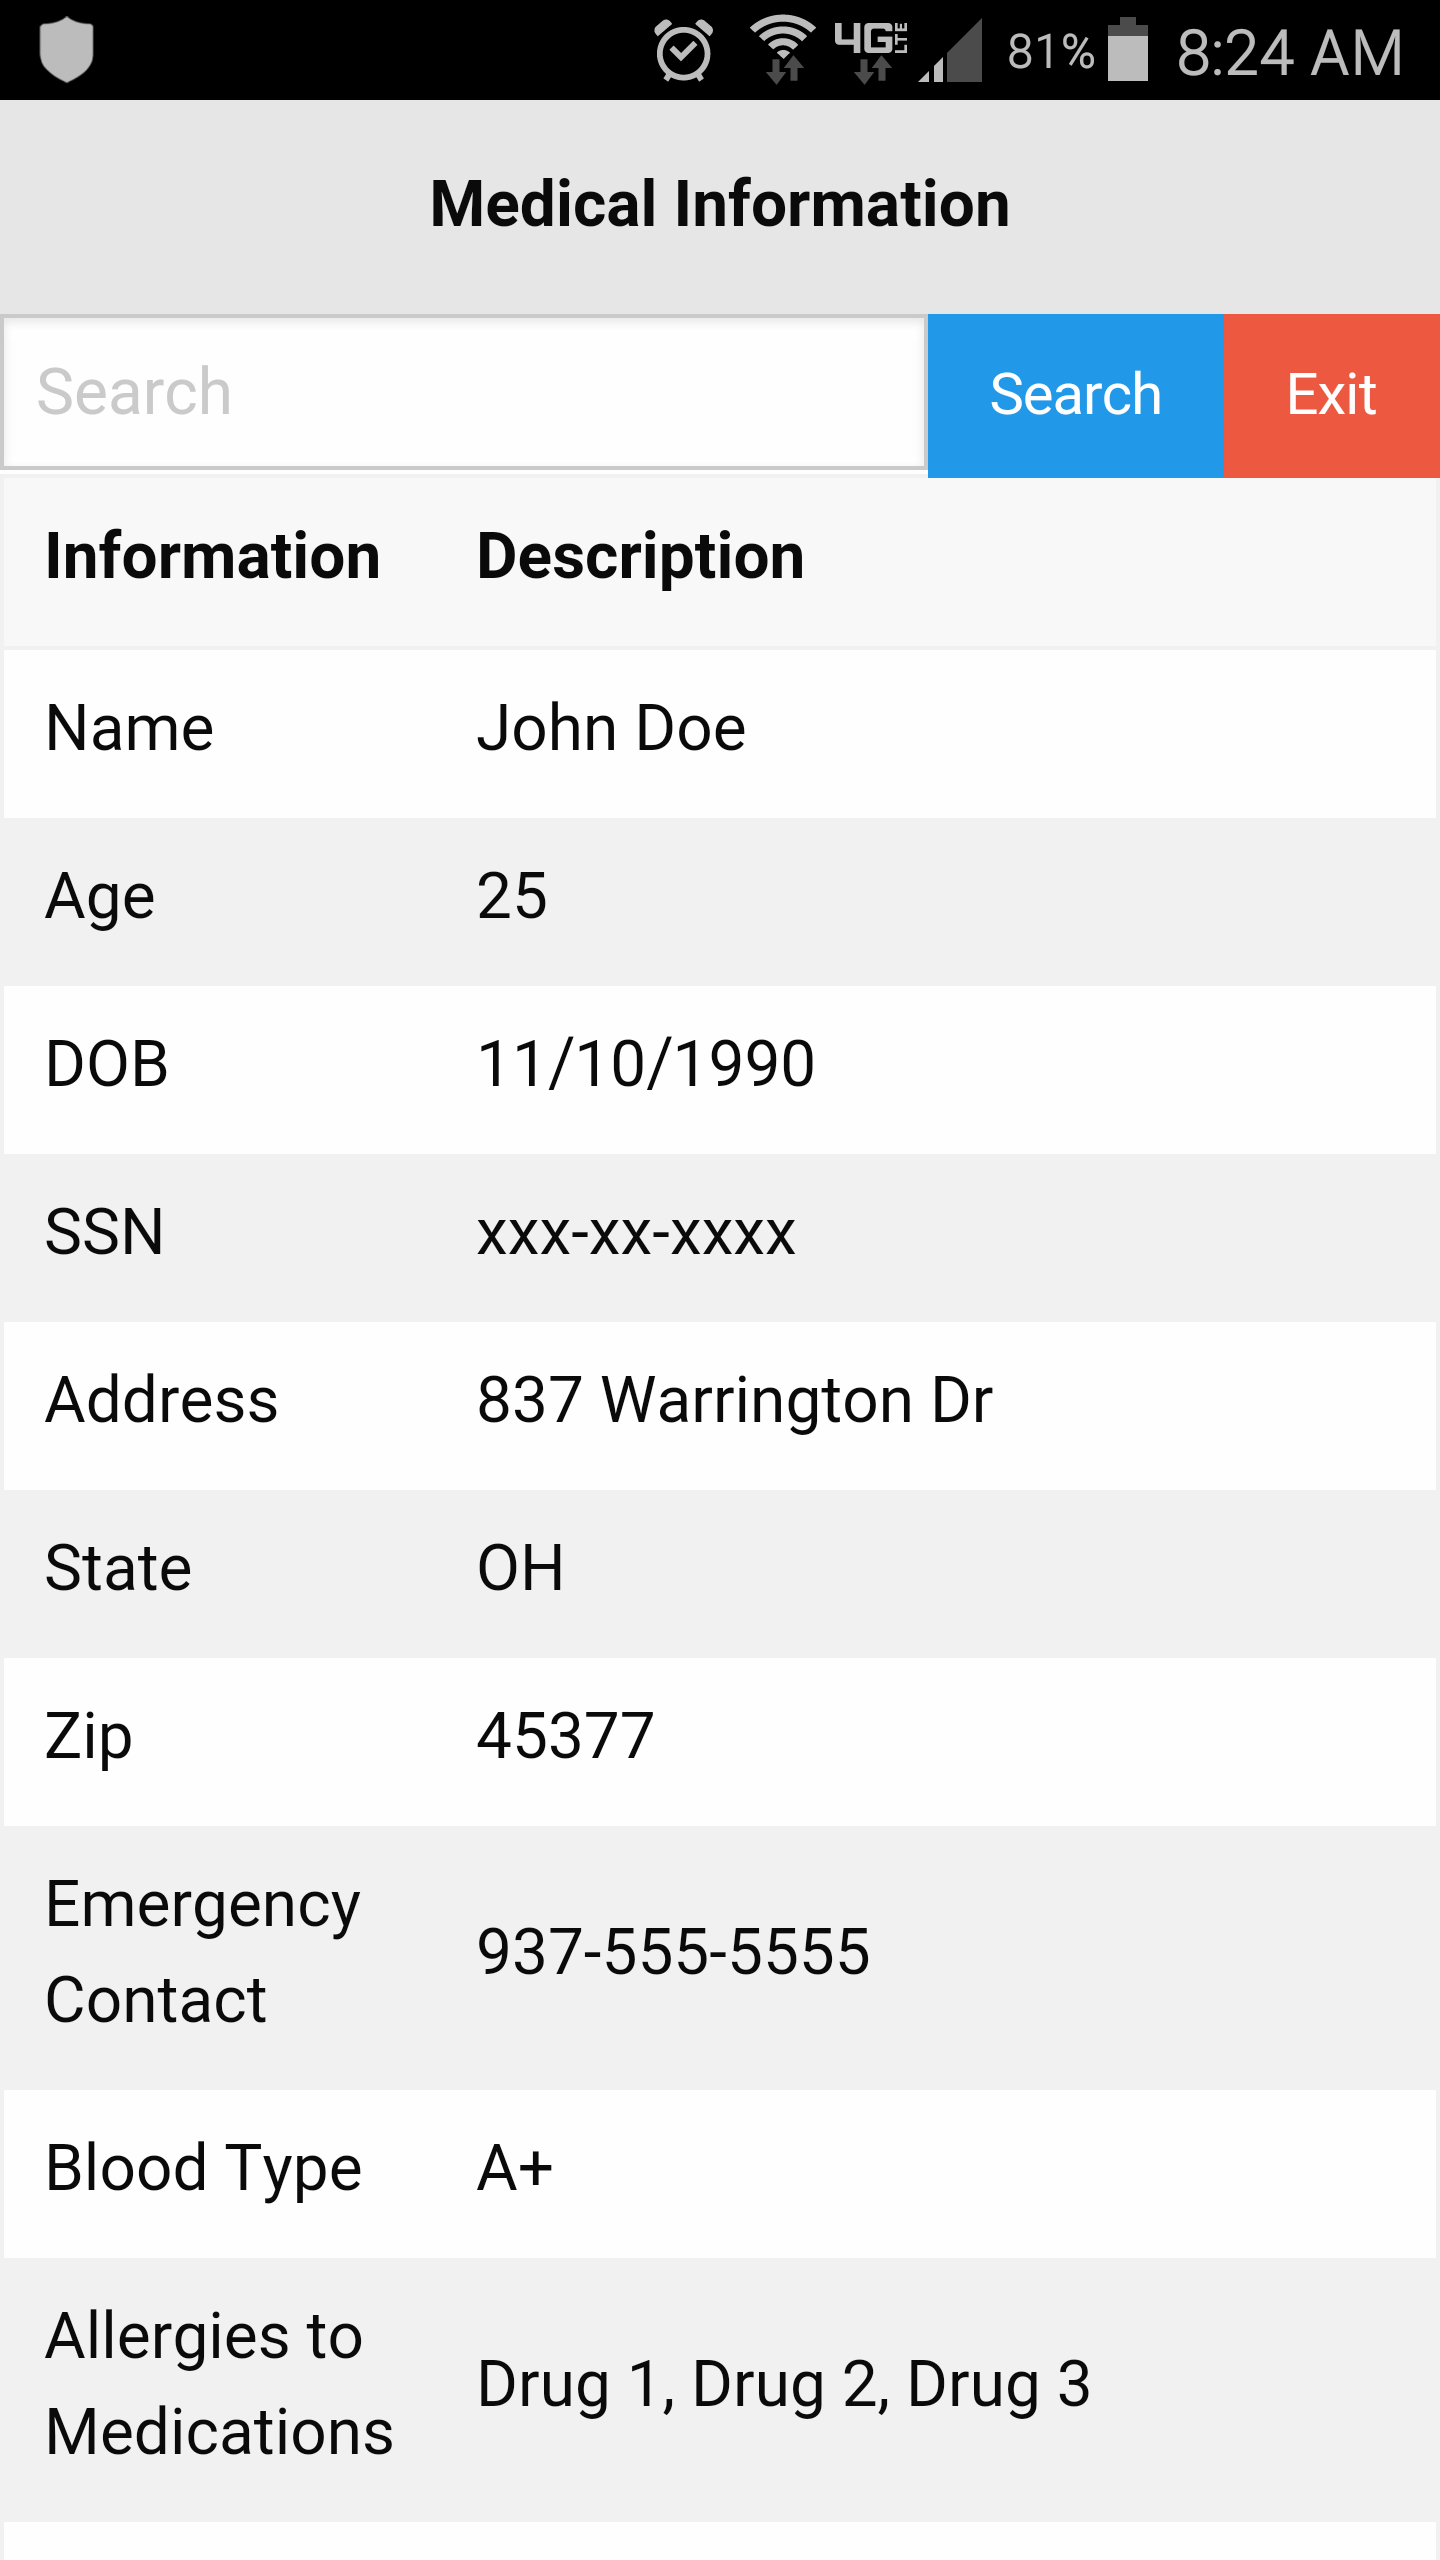 4G LTE 81% 8:24 AM
Medical Information
Search Search Exit
Information Description
Name John Doe
Age 25
DOB 11/10/1990
SSN xxx-xx-xxxx
Address 837 Warrington Dr
State OH
Zip 45377
Emergency
Contact
937-555-5555
Blood Type A+
Allergies to
Medications
Drug 1, Drug 2, Drug 3